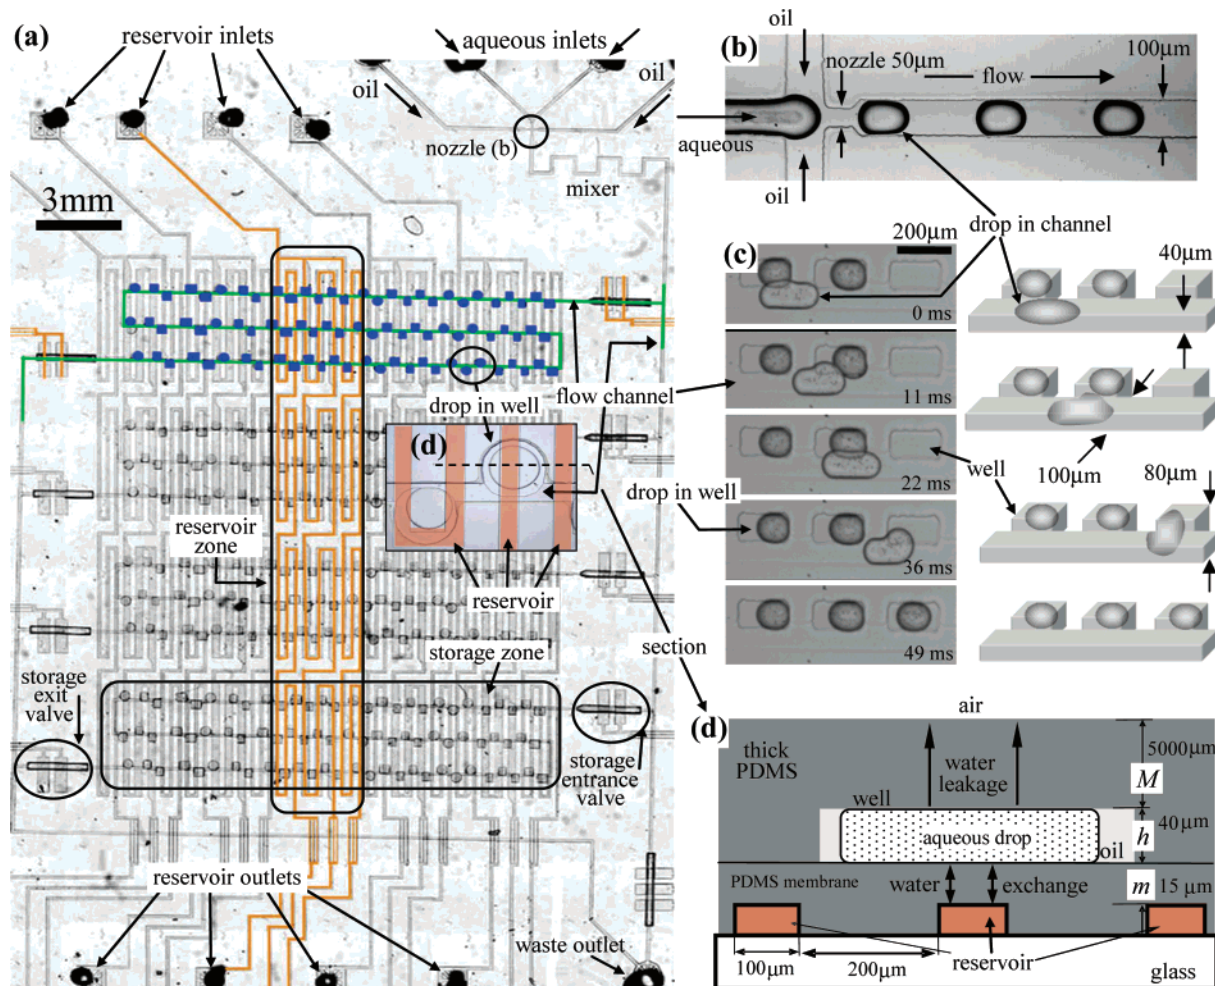 (a)
reservoir inlets
aqueous inlets
oil
oil
nozzle (b)
mixer
3mm
drop in well
flow channel
(d)
reservoir
zone
reservoir
storage zone
storage
exit
valve
storage
entrance
valve
reservoir outlets
waste outlet
section
(b)
oil
nozzle 50μm
flow
100μm
aqueous
oil
drop in channel
(c)
200μm
0 ms
11 ms
22 ms
36 ms
49 ms
well
drop in well
40μm
100μm
80μm
(d)
air
thick
PDMS
water
leakage
5000μm
M
well
aqueous drop
oil
h
40μm
PDMS membrane
water
exchange
m
15 μm
100μm
200μm
reservoir
glass